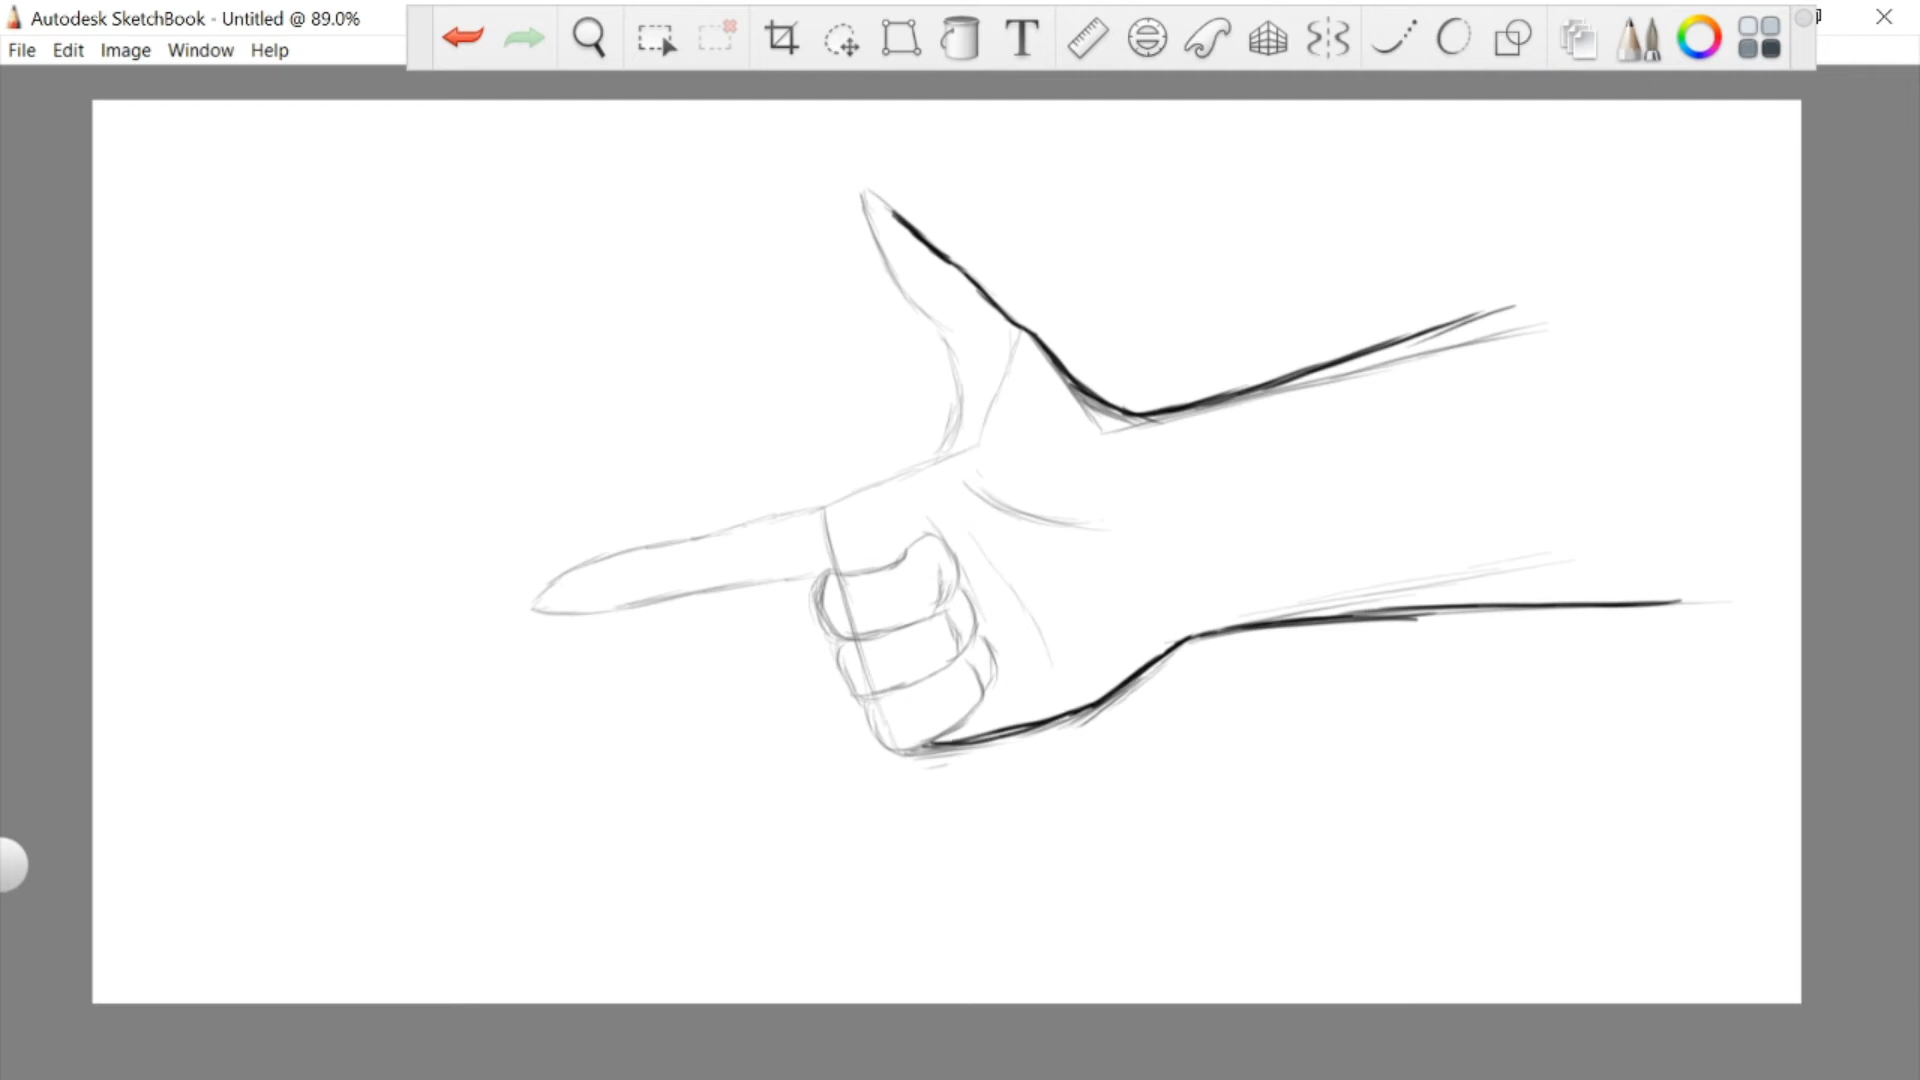 Autodesk SketchBook - Untitled @ 89.0%
File Edit Image Window Help
T